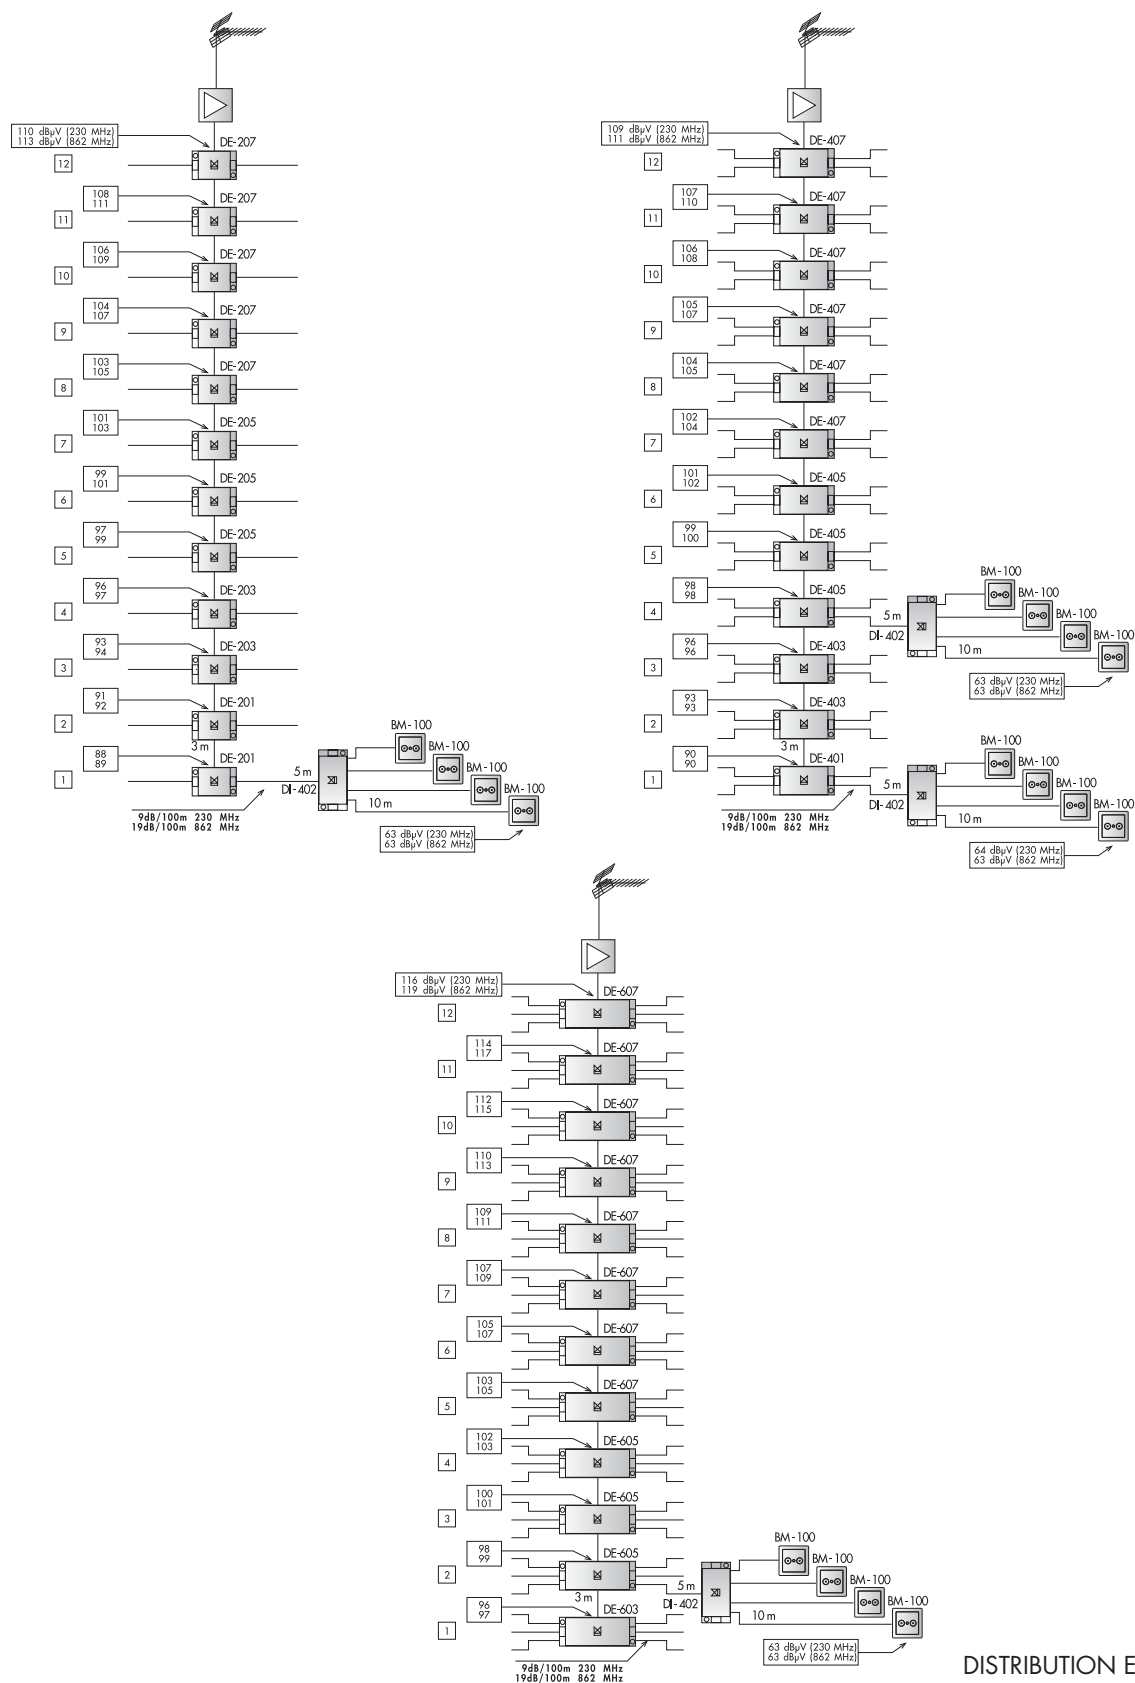 110 dBµV (230 MHz)
113 dBµV (862 MHz)
DE-207
12
108
111
DE-207
11
106
109
DE-207
10
104
107
DE-207
9
103
105
DE-207
8
101
103
DE-205
7
99
101
DE-205
6
97
99
DE-205
5
96
97
DE-203
4
93
94
DE-203
3
91
92
DE-201
2
3 m
88
89
DE-201
1
9dB/100m 230 MHz
19dB/100m 862 MHz
5 m
DI-402
BM-100
BM-100
BM-100
BM-100
10 m
63 dBµV (230 MHz)
63 dBµV (862 MHz)
109 dBµV (230 MHz)
111 dBµV (862 MHz)
DE-407
12
107
110
DE-407
11
106
108
DE-407
10
105
107
DE-407
9
104
105
DE-407
8
102
104
DE-407
7
101
102
DE-405
6
99
100
DE-405
5
98
98
DE-405
4
5 m
DI-402
BM-100
BM-100
BM-100
BM-100
10 m
63 dBµV (230 MHz)
63 dBµV (862 MHz)
96
96
DE-403
3
93
93
DE-403
2
3 m
90
90
DE-401
1
9dB/100m 230 MHz
19dB/100m 862 MHz
5 m
DI-402
BM-100
BM-100
BM-100
BM-100
10 m
64 dBµV (230 MHz)
63 dBµV (862 MHz)
116 dBµV (230 MHz)
119 dBµV (862 MHz)
DE-607
12
114
117
DE-607
11
112
115
DE-607
10
110
113
DE-607
9
109
111
DE-607
8
107
109
DE-607
7
105
107
DE-607
6
103
105
DE-607
5
102
103
DE-605
4
100
101
DE-605
3
98
99
DE-605
2
3 m
96
97
DE-603
1
9dB/100m 230 MHz
19dB/100m 862 MHz
5 m
DI-402
BM-100
BM-100
BM-100
BM-100
10 m
63 dBµV (230 MHz)
63 dBµV (862 MHz)
DISTRIBUTION E